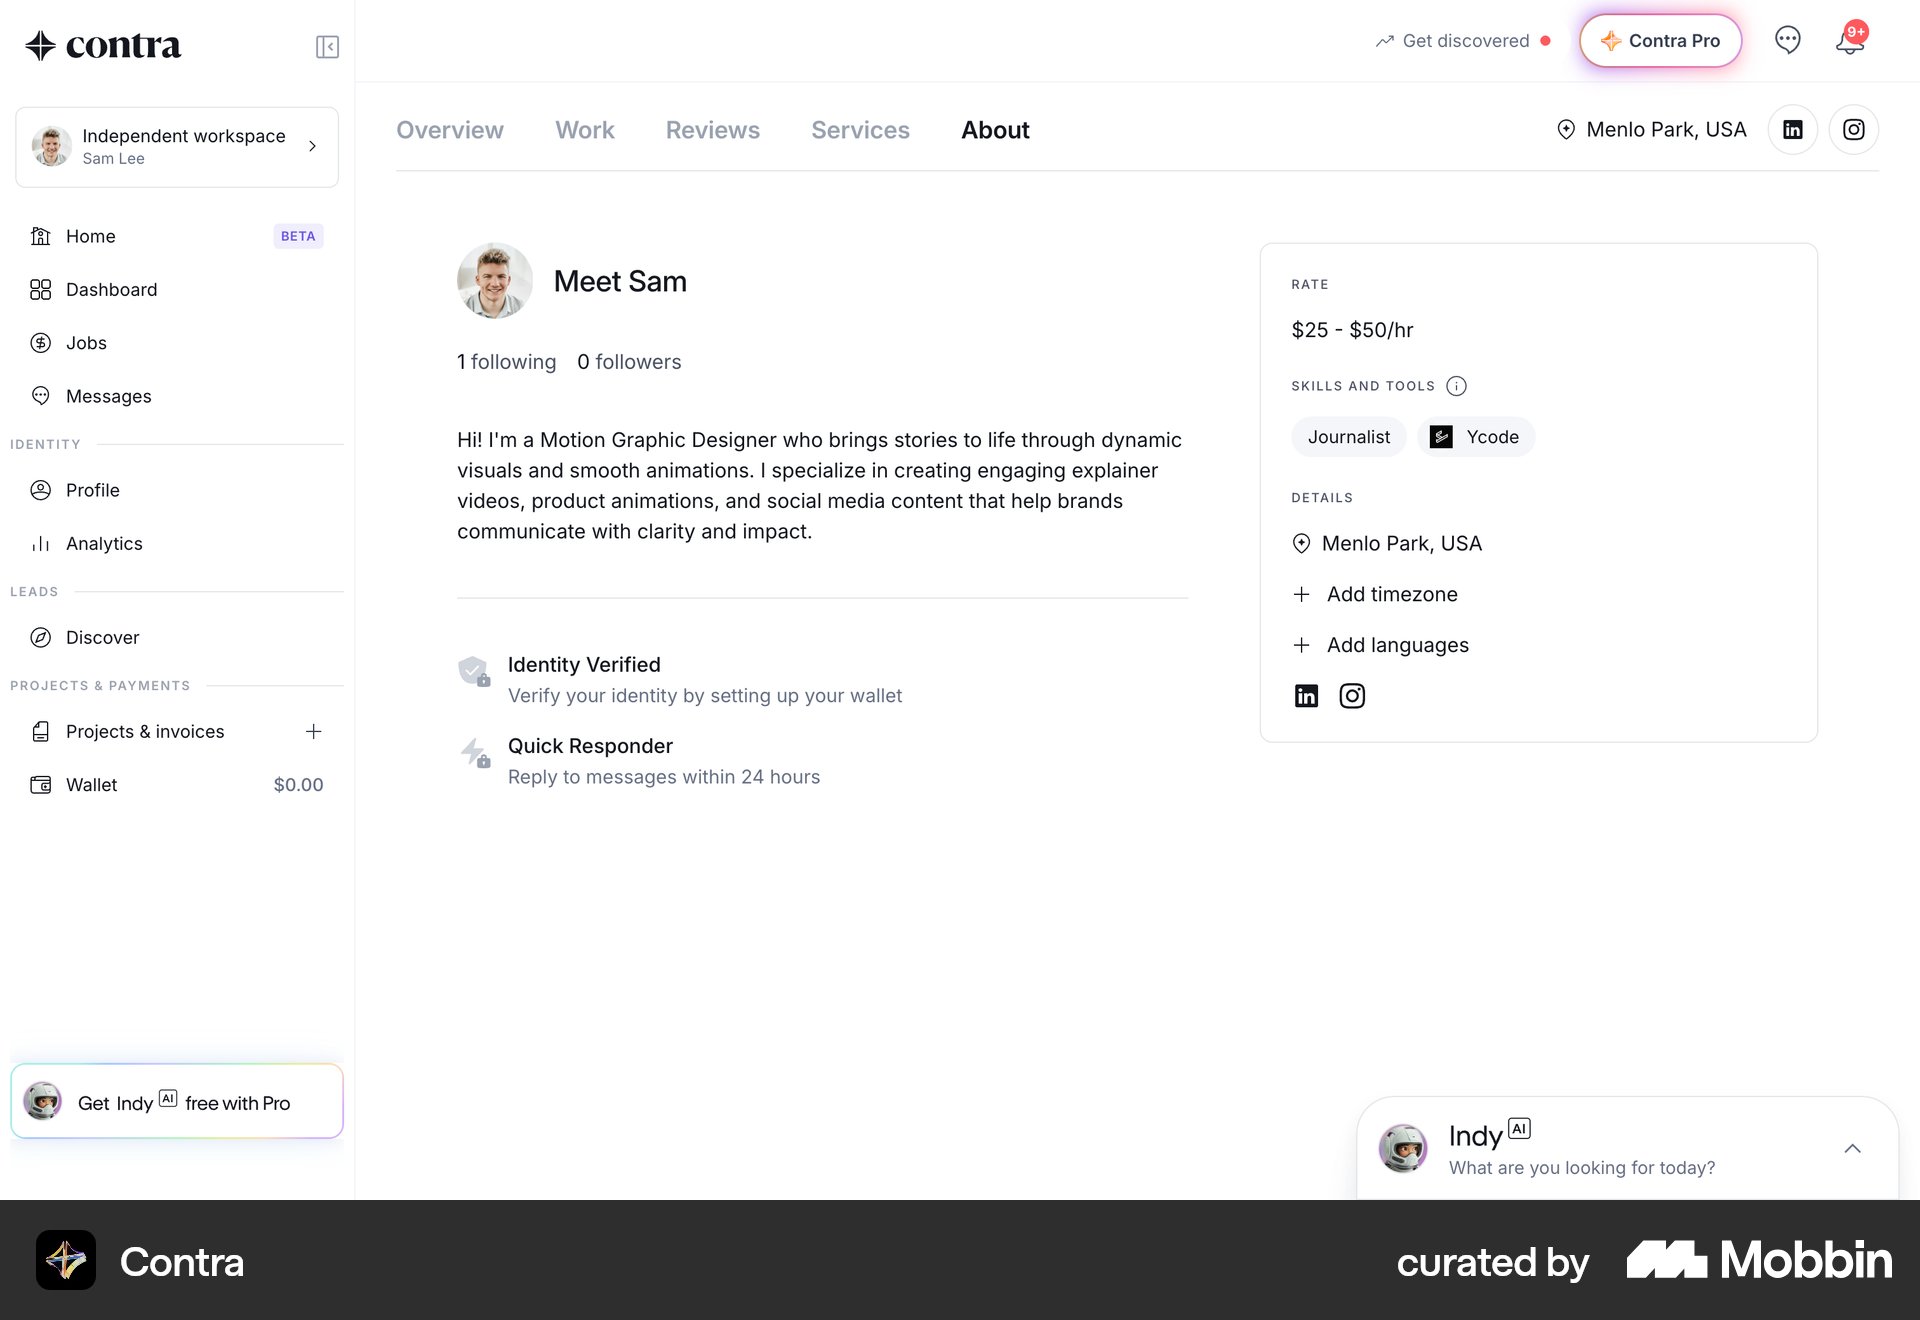 contra
Independent workspace
Sam Lee
Home
BETA
Dashboard
Jobs
Messages
IDENTITY
Profile
Analytics
LEADS
Discover
PROJECTS & PAYMENTS
Projects & invoices
Wallet
$0.00
Get Indy AI free with Pro
Get discovered
Contra Pro
9+
Overview
Work
Reviews
Services
About
Menlo Park, USA
in
Meet Sam
1 following
0 followers
Hi! I'm a Motion Graphic Designer who brings stories to life through dynamic
visuals and smooth animations. I specialize in creating engaging explainer
videos, product animations, and social media content that help brands
communicate with clarity and impact.
Identity Verified
Verify your identity by setting up your wallet
Quick Responder
Reply to messages within 24 hours
RATE
$25 - $50/hr
SKILLS AND TOOLS
Journalist
Ycode
DETAILS
Menlo Park, USA
Add timezone
Add languages
in
Indy AI
What are you looking for today?
Contra
curated by
Mobbin